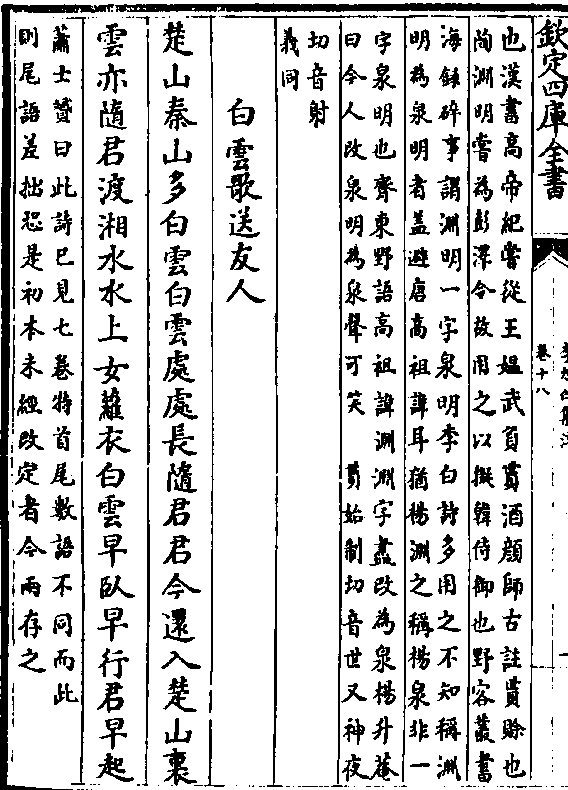 欽定四庫全書
卷十八
也漢書高帝紀嘗從王媼武負貰酒顔師古註貰賒也
陶淵明嘗為彭澤令故用之以擬韓侍御也野客叢書
海録碎事謂淵明一字泉明李白詩多用之不知稱淵
明為泉明者蓋避唐高祖諱耳猶楊淵之稱楊泉非一
字泉明也齊東野語高祖諱淵淵字盡改為泉楊升菴
曰今人改泉明為泉聲可笑　貰始制切音世又神夜
切音射
義同
白雲歌送友人
楚山秦山多白雲白雲處處長隨君君今還入楚山裏
雲亦隨君渡湘水水上女蘿衣白雲早臥早行君早起
蕭士贇曰此詩已見七卷特首尾數語不同而此
則尾語差拙恐是初本未經改定者今兩存之